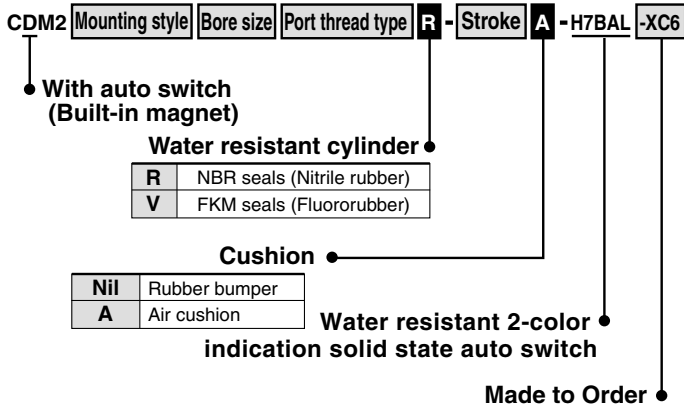 CDM2 Mounting style Bore size Port thread type R - Stroke A - H7BAL -XC6
With auto switch
(Built-in magnet)
Water resistant cylinder
R NBR seals (Nitrile rubber)
V FKM seals (Fluororubber)
Cushion
Nil Rubber bumper
A Air cushion
Water resistant 2-color
indication solid state auto switch
Made to Order